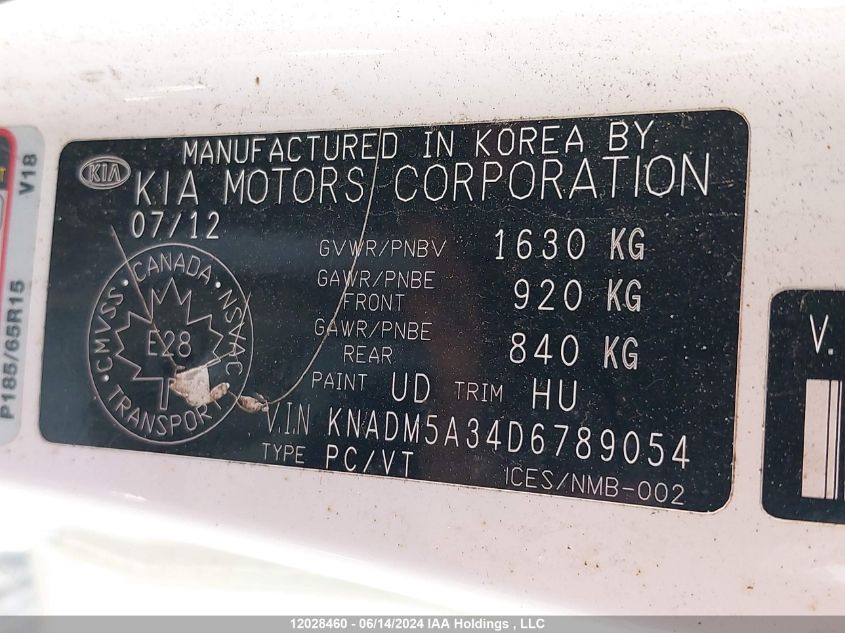 MANUFACTURED IN KOREA BY
KIA
KIA MOTORS CORPORATION
07/12
GVWR/PNBV 1630 KG
GAWR/PNBE
FRONT 920 KG
GAWR/PNBE
REAR 840 KG
PAINT UD TRIM HU
V.I.N KNADM5A34D6789054
TYPE PC/VT
ICES/NMB-002
CMVSS · CANADA · NSVAC
E28
TRANSPORT
P185/65R15 V18
V.
12028460 - 06/14/2024 IAA Holdings , LLC